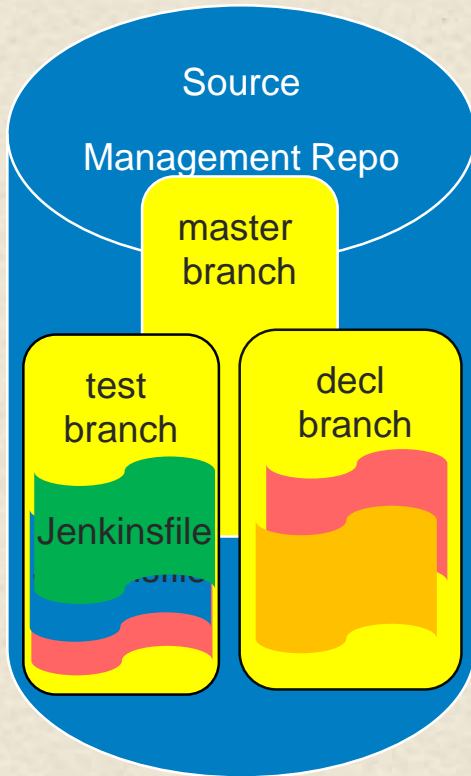 Source
Management Repo
master
branch
test
branch
decl
branch
Jenkinsfile